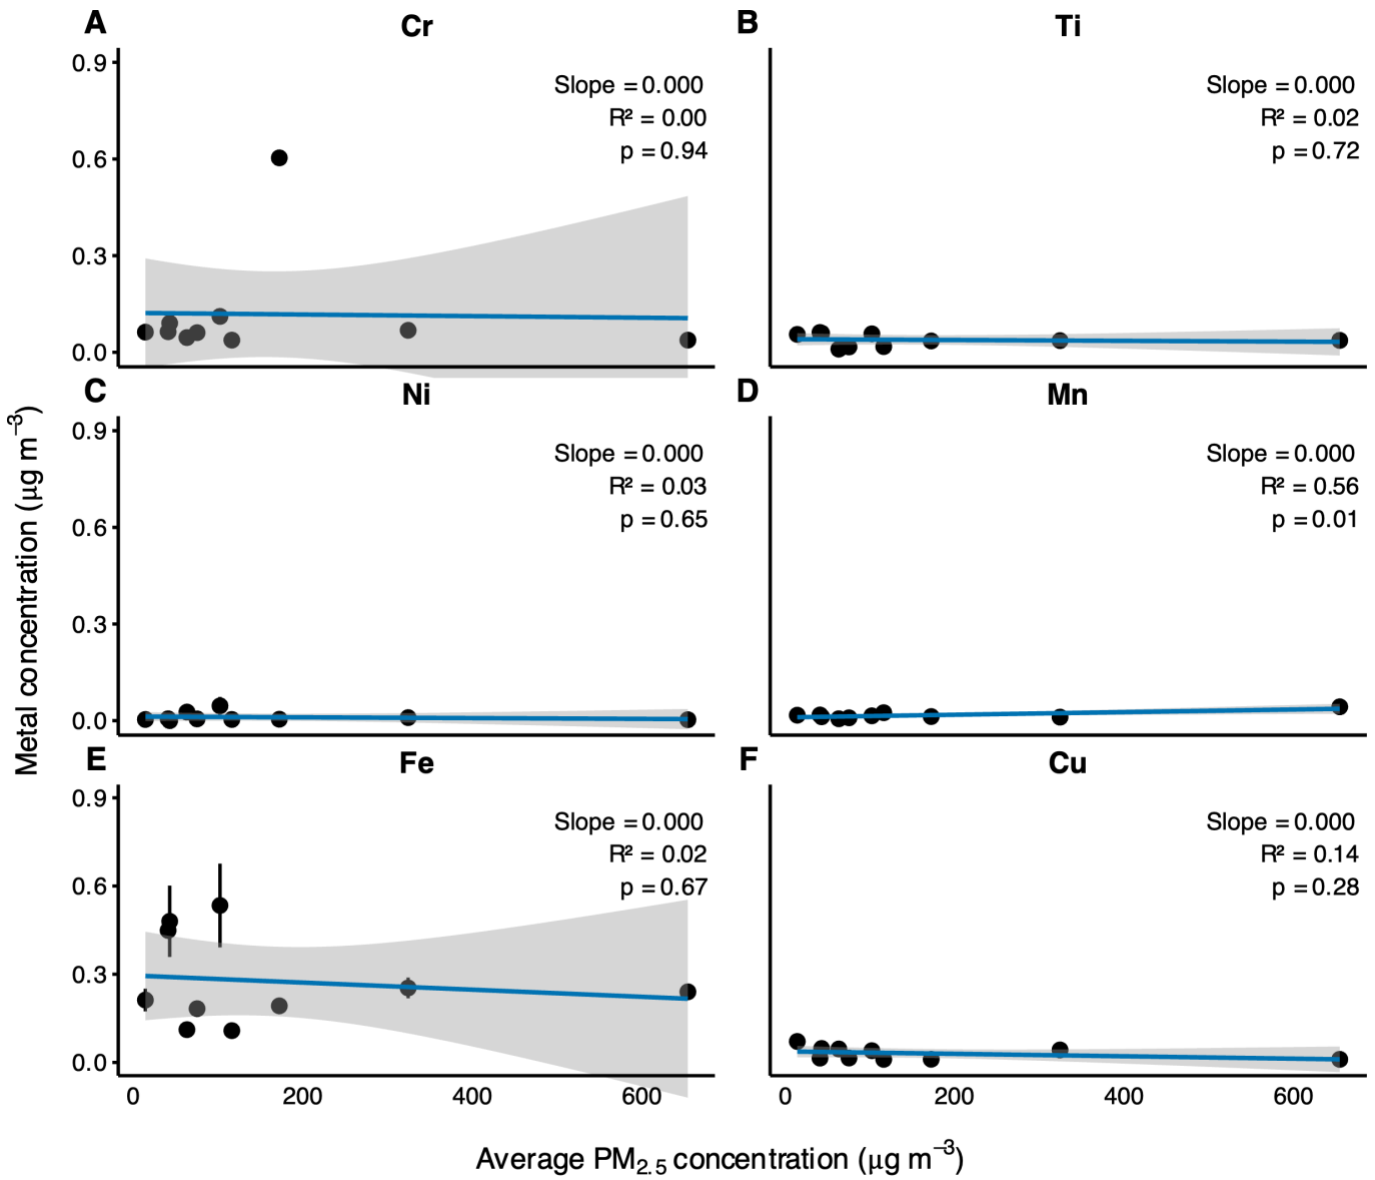 A
Cr
0.9
0.6
0.3
0.0
Slope = 0.000
R² = 0.00
p = 0.94
B
Ti
Slope = 0.000
R² = 0.02
p = 0.72
C
Ni
0.9
0.6
0.3
0.0
Slope = 0.000
R² = 0.03
p = 0.65
D
Mn
Slope = 0.000
R² = 0.56
p = 0.01
Metal concentration (μg m⁻³)
E
Fe
0.9
0.6
0.3
0.0
Slope = 0.000
R² = 0.02
p = 0.67
0 200 400 600
F
Cu
Slope = 0.000
R² = 0.14
p = 0.28
0 200 400 600
Average PM₂.₅ concentration (μg m⁻³)